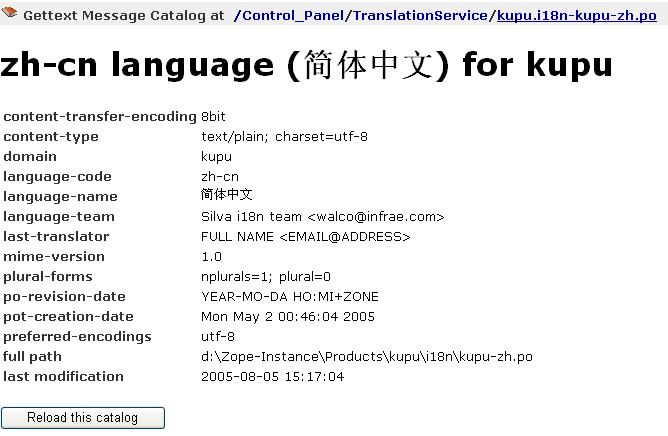 Gettext Message Catalog at /Control_Panel/TranslationService/kupu.i18n-kupu-zh.po
zh-cn language (简体中文) for kupu
content-transfer-encoding 8bit
content-type text/plain; charset=utf-8
domain kupu
language-code zh-cn
language-name 简体中文
language-team Silva i18n team <walco@infrae.com>
last-translator FULL NAME <EMAIL@ADDRESS>
mime-version 1.0
plural-forms nplurals=1; plural=0
po-revision-date YEAR-MO-DA HO:MI+ZONE
pot-creation-date Mon May 2 00:46:04 2005
preferred-encodings utf-8
full path d:\Zope-Instance\Products\kupu\i18n\kupu-zh.po
last modification 2005-08-05 15:17:04
Reload this catalog